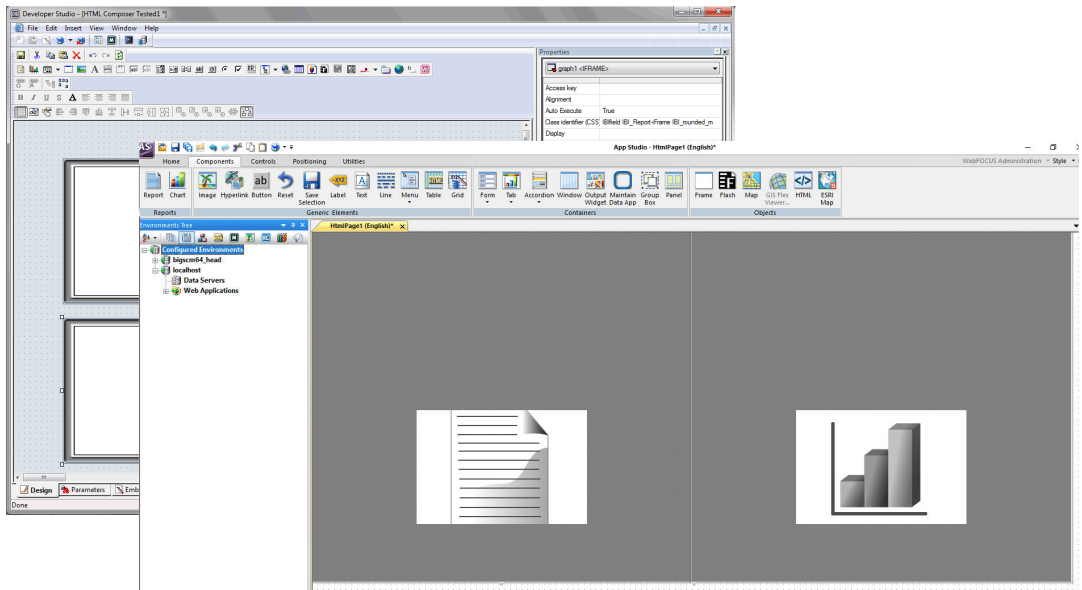 Developer Studio - [HTML Composer Tested1 *]
File Edit Insert View Window Help
Properties
graph1 <IFRAME>
Access key
Alignment
Auto Execute True
Class identifier (CSS IBIfield IBI_Report-iFrame IBI_rounded_m
Display
App Studio - HtmlPage1 (English)*
Home Components Controls Positioning Utilities
WebFOCUS Administration Style
Report Chart Image Hyperlink Button Reset Save Selection Label Text Line Menu Table Grid Form Tab Accordion Window Output Widget Maintain Data App Group Box Panel Frame Flash Map GIS Flex Viewer... HTML ESRI Map
Reports Generic Elements Containers Objects
Environments Tree
HtmlPage1 (English)*
Configured Environments
bigscm64_head
localhost
Data Servers
Web Applications
Design Parameters Emb
Done